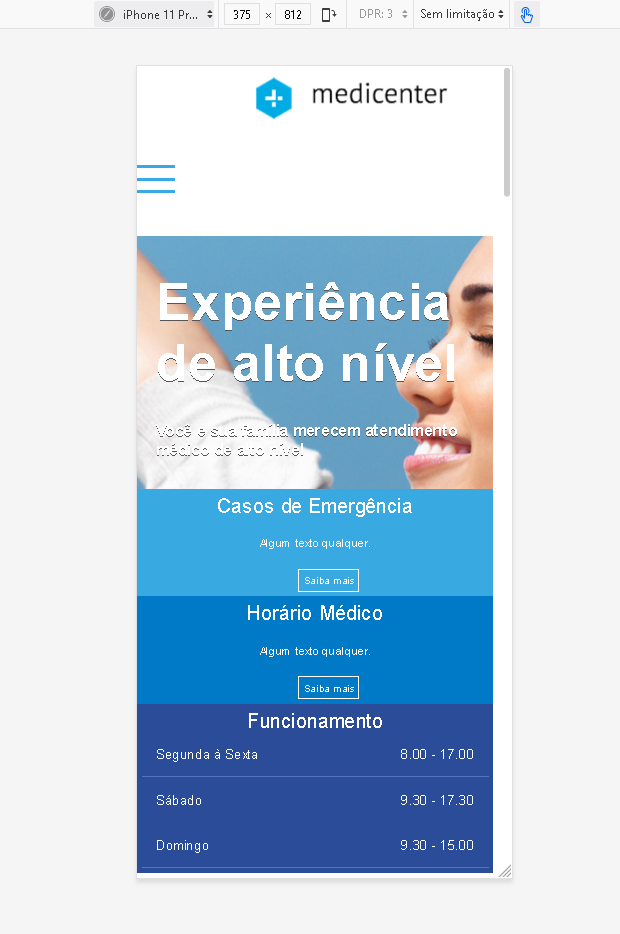 iPhone 11 Pr... 375 × 812 DPR: 3 Sem limitação
medicenter
Experiência
de alto nível
Você e sua família merecem atendimento
médico de alto nível
Casos de Emergência
Algum texto qualquer.
Saiba mais
Horário Médico
Algum texto qualquer.
Saiba mais
Funcionamento
Segunda à Sexta 8.00 - 17.00
Sábado 9.30 - 17.30
Domingo 9.30 - 15.00